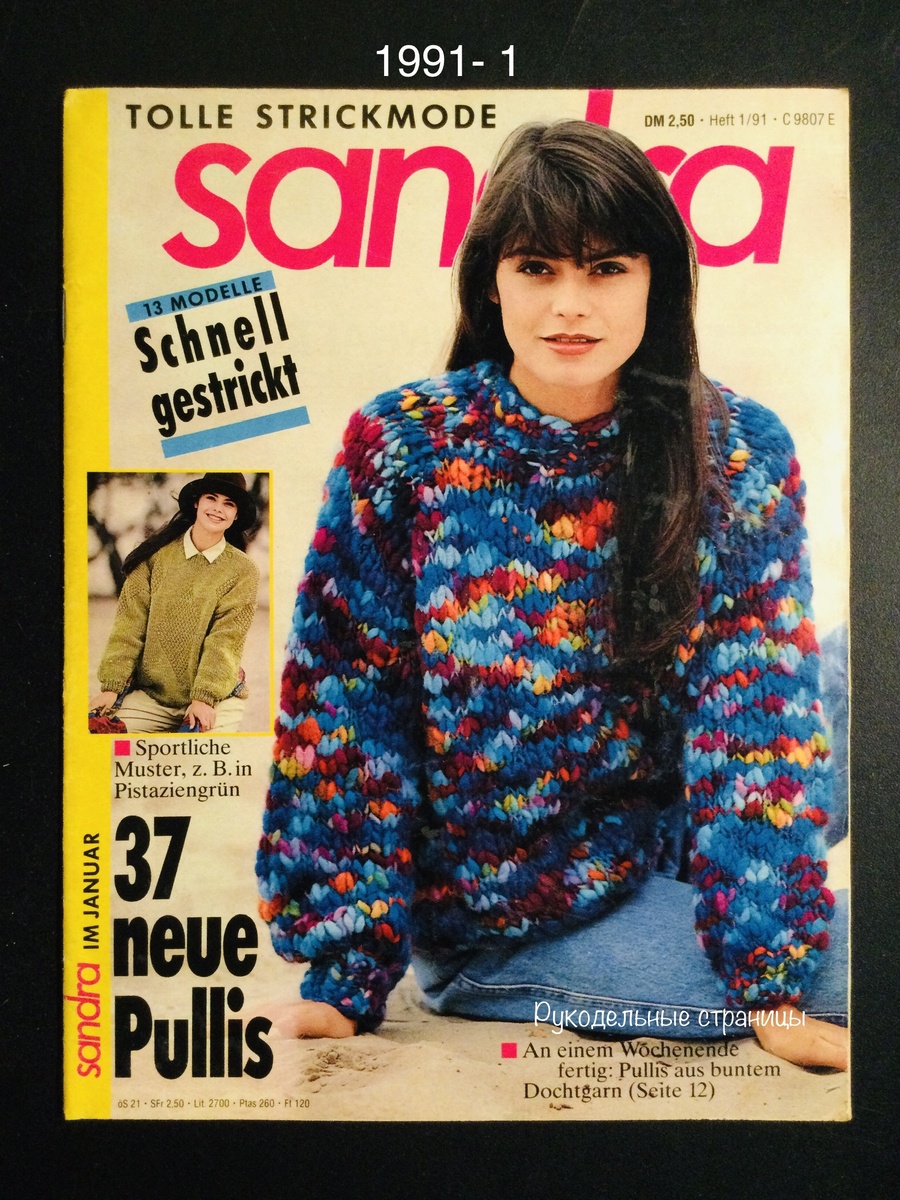 1991- 1
TOLLE STRICKMODE
DM 2,50 · Heft 1/91 · C 9807 E
sandra
13 MODELLE
Schnell
gestrickt
Sportliche
Muster, z. B. in
Pistaziengrün
37
neue
Pullis
sandra IM JANUAR
Рукодельные страницы
An einem Wochenende
fertig: Pullis aus buntem
Dochtgarn (Seite 12)
öS 21 · SFr 2,50 · Lit. 2700 · Ptas 260 · Ft 120